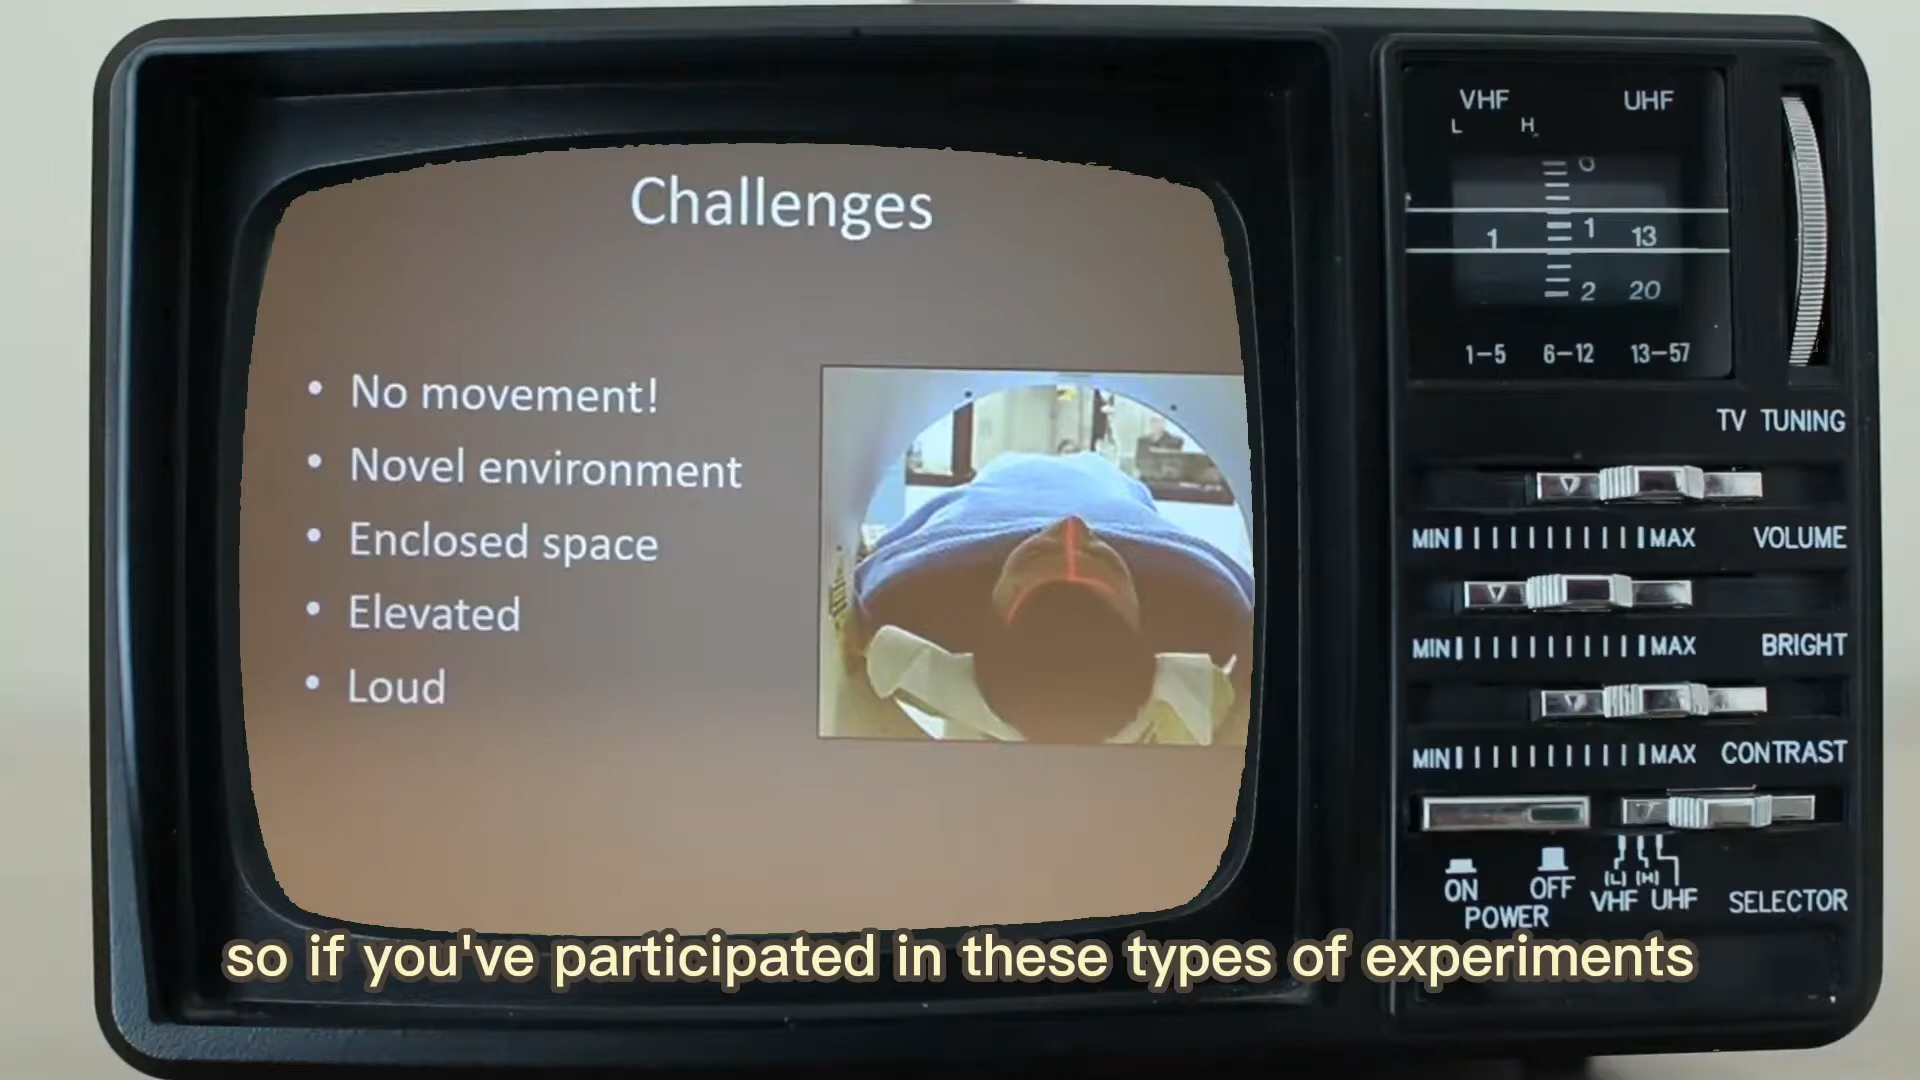 Challenges
• No movement!
• Novel environment
• Enclosed space
• Elevated
• Loud
VHF UHF
L H
0
1 1 13
2 20
1-5 6-12 13-57
TV TUNING
MIN MAX VOLUME
MIN MAX BRIGHT
MIN MAX CONTRAST
ON OFF
POWER
(L) (H)
VHF UHF
SELECTOR
so if you've participated in these types of experiments